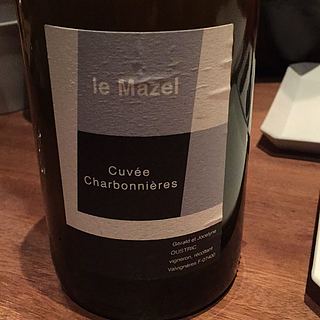 le Mazel
Cuvée
Charbonnières
Gérald et Jocelyne
OUSTRIC
vigneron, récoltant
Valvignères F-07400